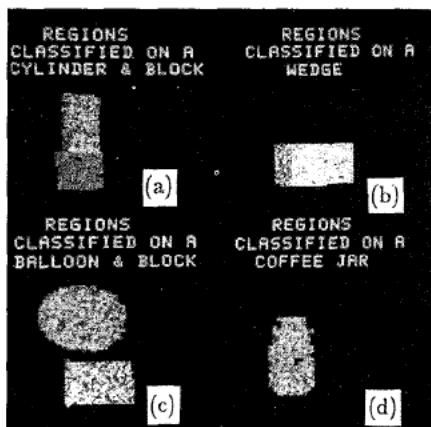 REGIONS
CLASSIFIED ON A
CYLINDER & BLOCK
(a)
REGIONS
CLASSIFIED ON A
WEDGE
(b)
REGIONS
CLASSIFIED ON A
BALLOON & BLOCK
(c)
REGIONS
CLASSIFIED ON A
COFFEE JAR
(d)